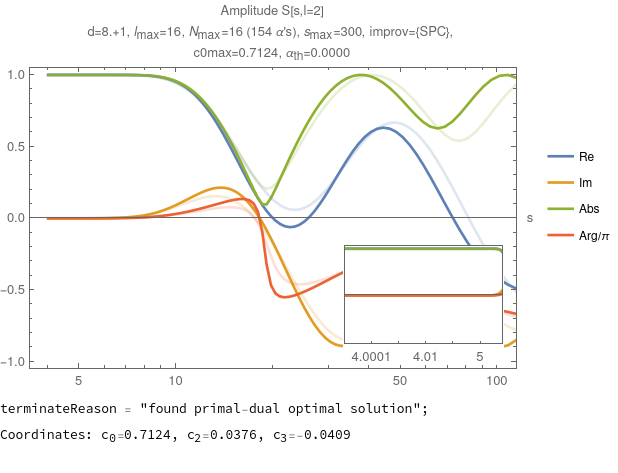 Amplitude S[s,l=2]
d=8.+1, lmax=16, Nmax=16 (154 α's), smax=300, improv={SPC},
c0max=0.7124, αth=0.0000
1.0
0.5
0.0
-0.5
-1.0
5
10
50
100
s
Re
Im
Abs
Arg/π
4.0001
4.01
5
terminateReason = "found primal-dual optimal solution";
Coordinates: c0=0.7124, c2=0.0376, c3=-0.0409